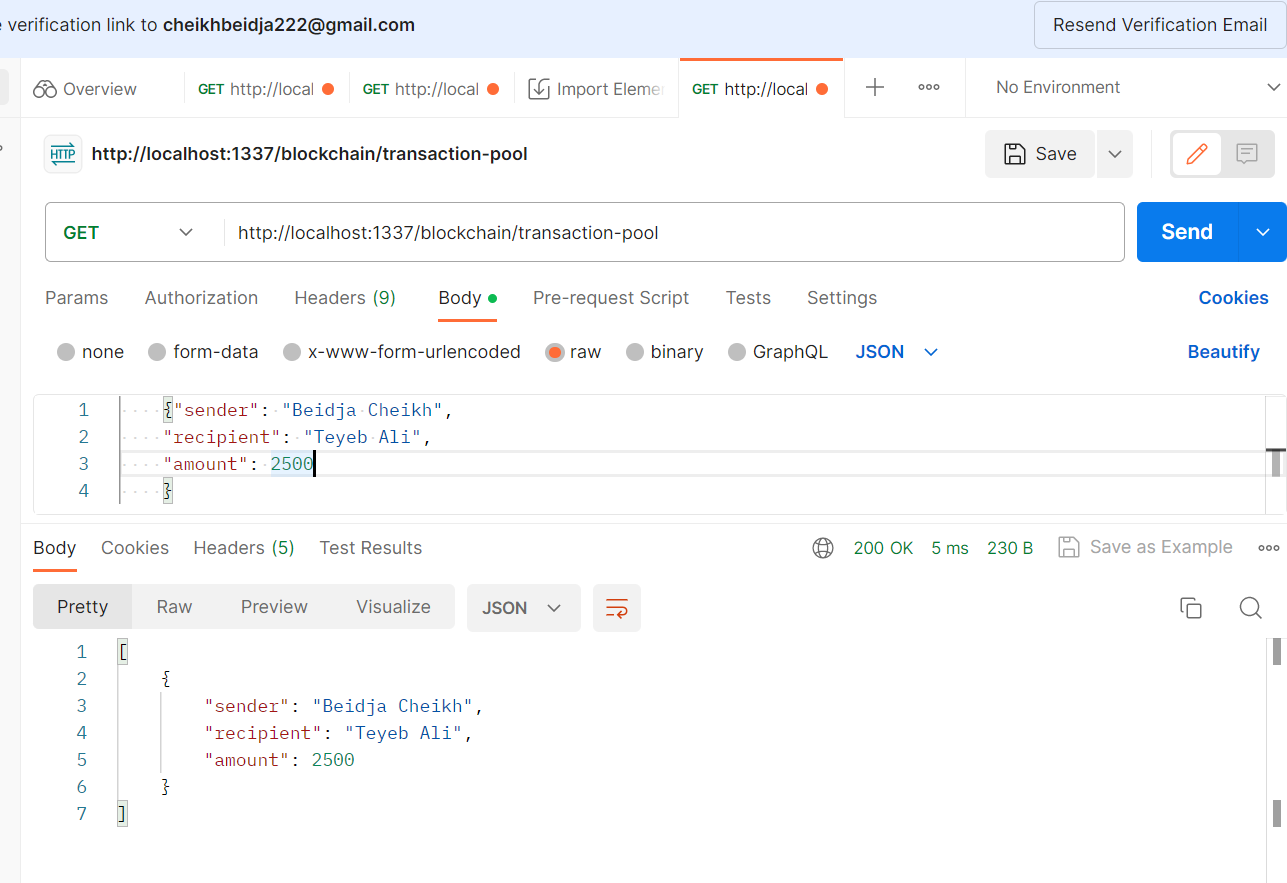 verification link to cheikhbeidja222@gmail.com
Resend Verification Email
Overview
GET http://local
GET http://local
Import Eleme
GET http://local
No Environment
HTTP
http://localhost:1337/blockchain/transaction-pool
Save
GET
http://localhost:1337/blockchain/transaction-pool
Send
Params Authorization Headers (9) Body Pre-request Script Tests Settings Cookies
none form-data x-www-form-urlencoded raw binary GraphQL JSON Beautify
1 {"sender": "Beidja Cheikh",
2 "recipient": "Teyeb Ali",
3 "amount": 2500
4 }
Body Cookies Headers (5) Test Results 200 OK 5 ms 230 B Save as Example
Pretty Raw Preview Visualize JSON
1 [
2 {
3 "sender": "Beidja Cheikh",
4 "recipient": "Teyeb Ali",
5 "amount": 2500
6 }
7 ]